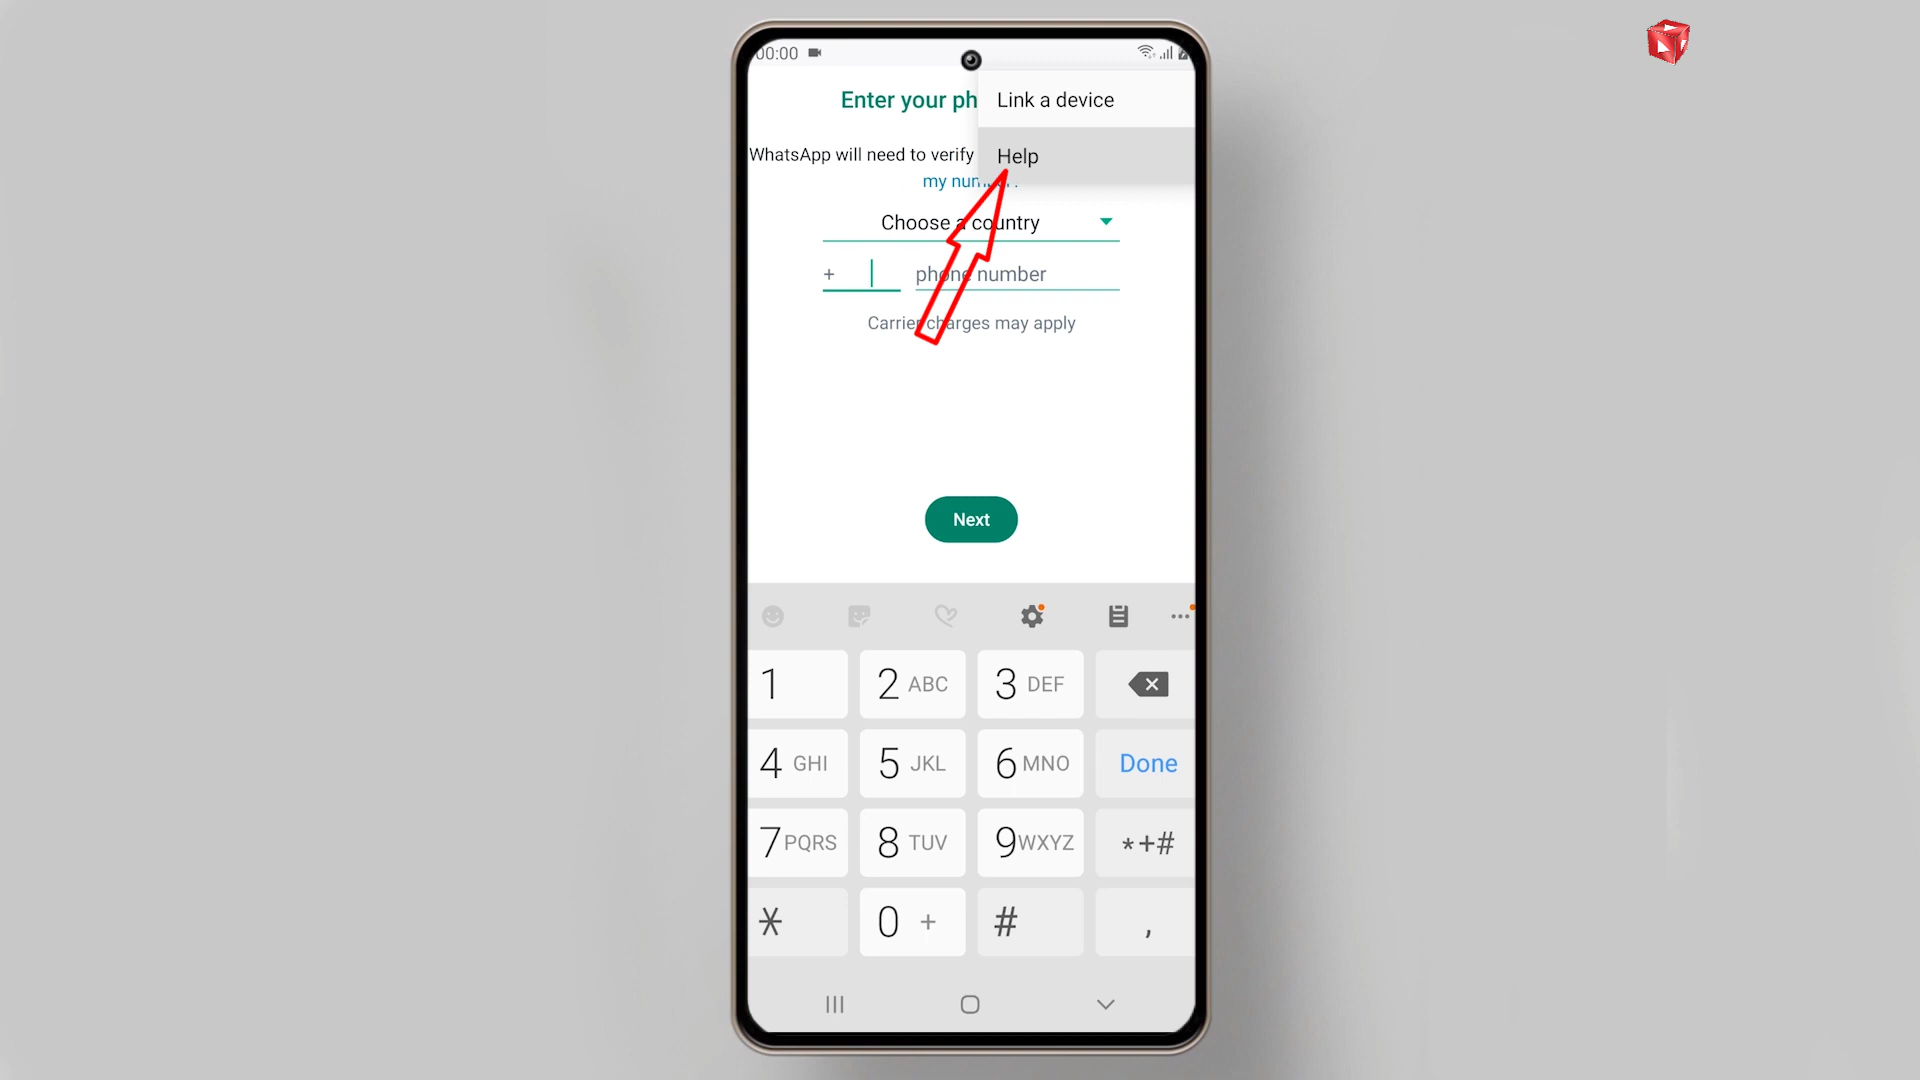 00:00
Enter your ph
Link a device
WhatsApp will need to verify
Help
my num
Choose a country
+
phone number
Carrier charges may apply
Next
1
2 ABC
3 DEF
4 GHI
5 JKL
6 MNO
Done
7 PQRS
8 TUV
9 WXYZ
*+#
*
0 +
#
,